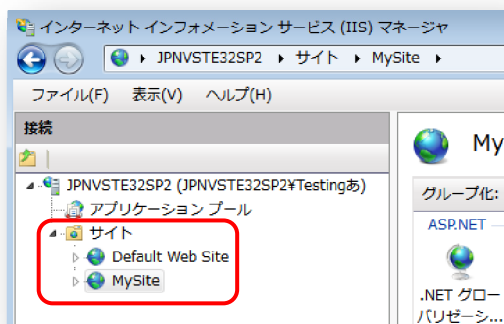 インターネット インフォメーション サービス (IIS) マネージャ
JPNVSTE32SP2 サイト MySite
ファイル(F) 表示(V) ヘルプ(H)
接続
JPNVSTE32SP2 (JPNVSTE32SP2¥Testingあ)
アプリケーション プール
サイト
Default Web Site
MySite
My
グループ化:
ASP.NET
.NET グロー
バリゼーシ...